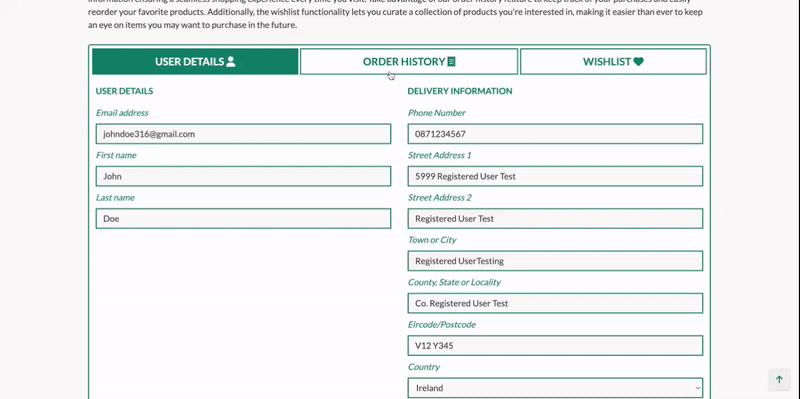 information ensuring a seamless shopping experience every time you visit. Take advantage of our order history feature to keep track of your purchases and easily
reorder your favorite products. Additionally, the wishlist functionality lets you curate a collection of products you're interested in, making it easier than ever to keep
an eye on items you may want to purchase in the future.
USER DETAILS
ORDER HISTORY
WISHLIST
USER DETAILS
Email address
johndoe316@gmail.com
First name
John
Last name
Doe
DELIVERY INFORMATION
Phone Number
0871234567
Street Address 1
5999 Registered User Test
Street Address 2
Registered User Test
Town or City
Registered UserTesting
County, State or Locality
Co. Registered User Test
Eircode/Postcode
V12 Y345
Country
Ireland